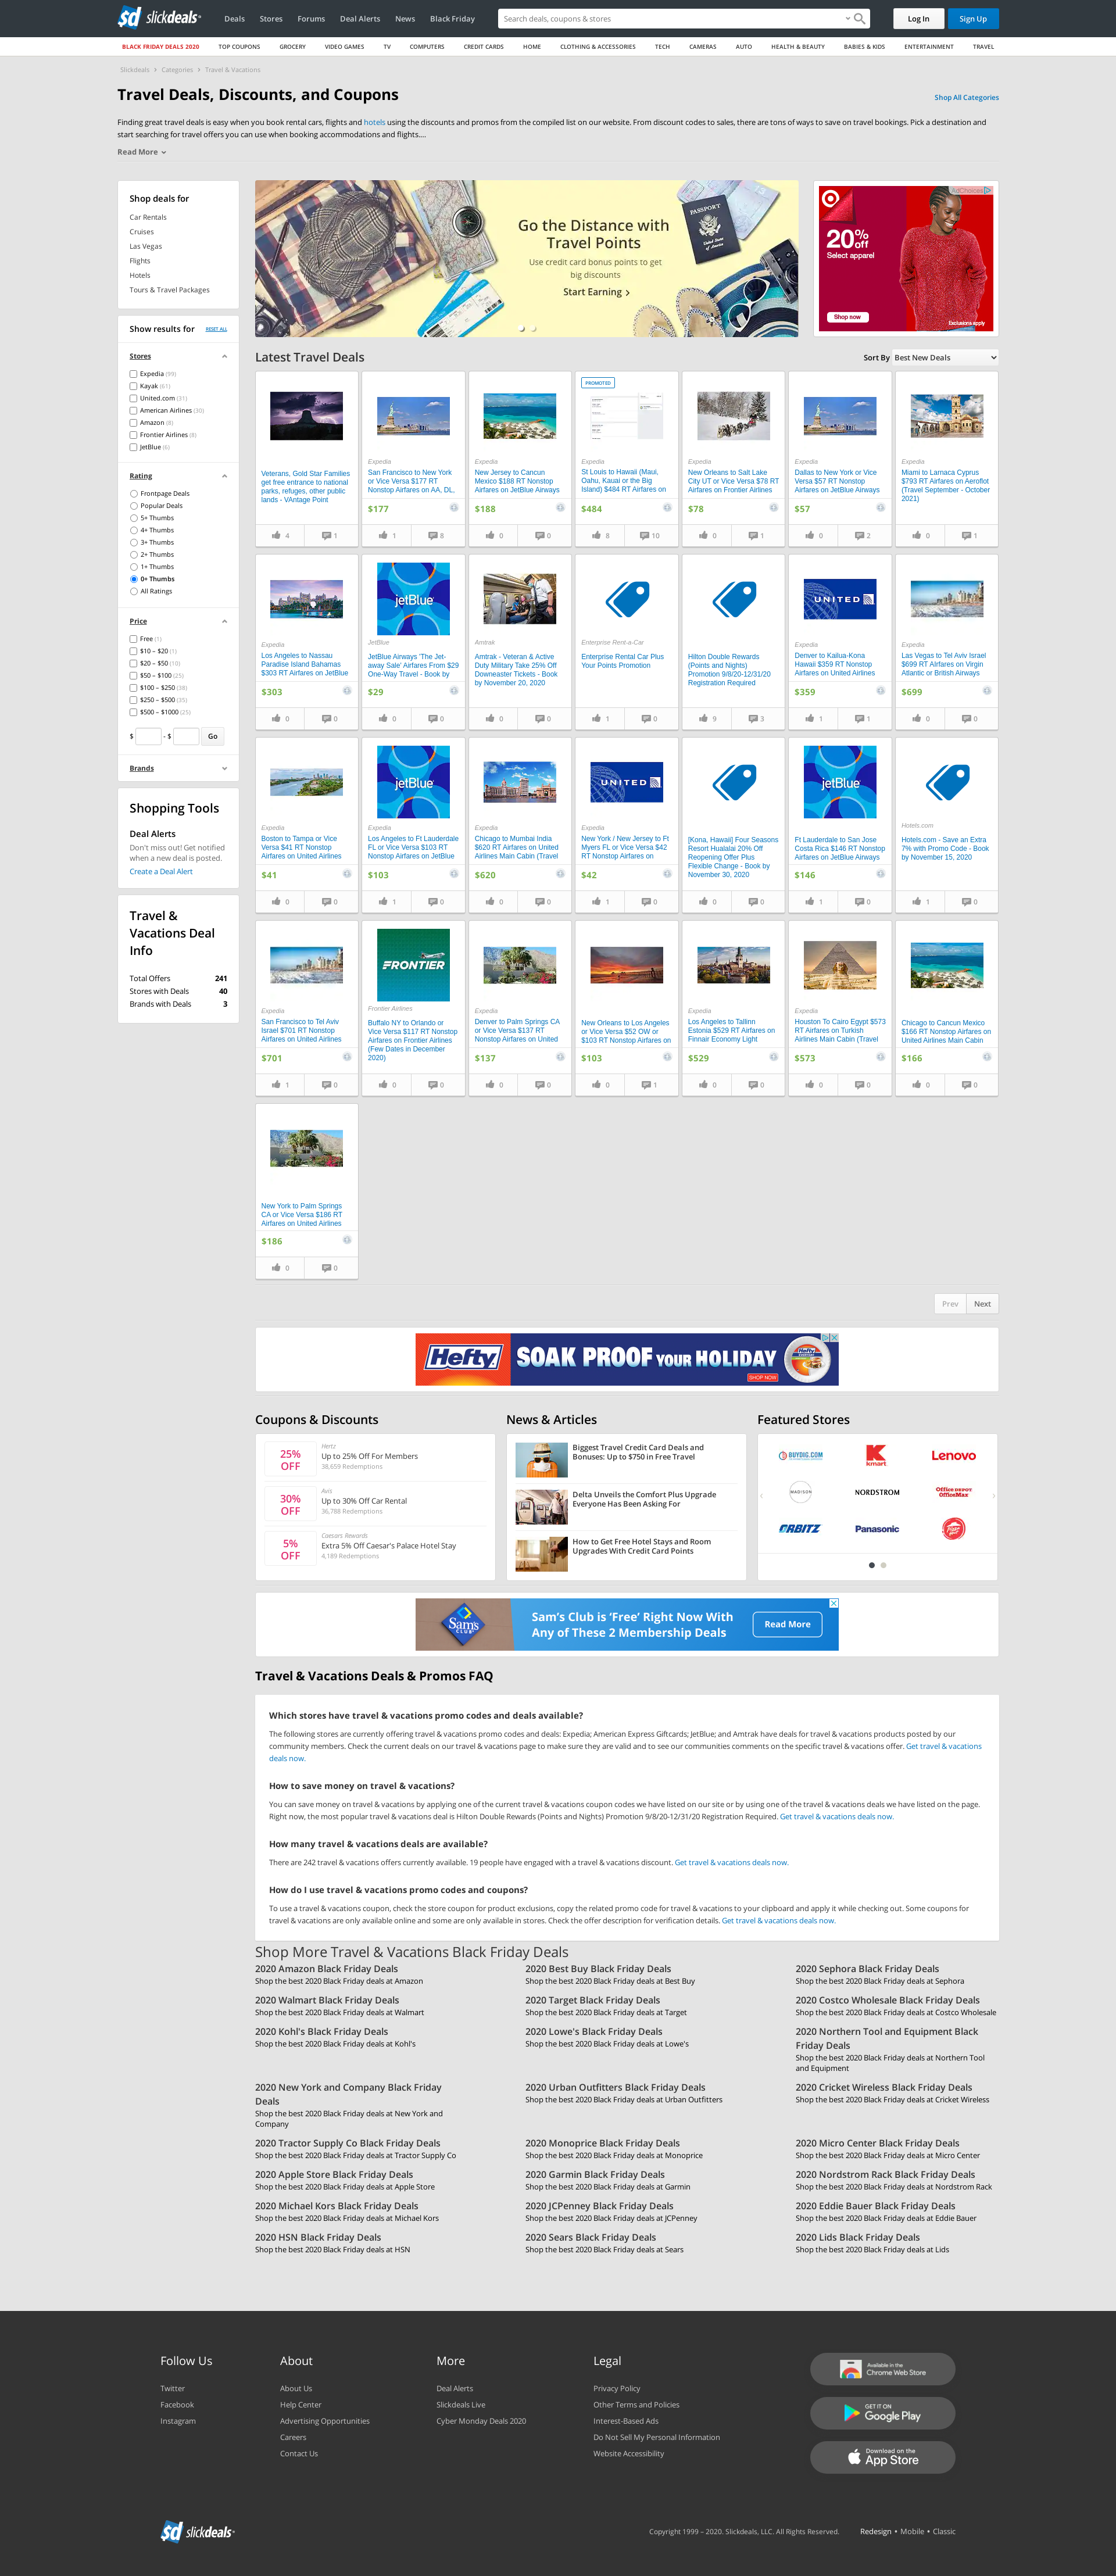 sd slickdeals
Deals
Stores
Forums
Deal Alerts
News
Black Friday
Search deals, coupons & stores
Log In
Sign Up
BLACK FRIDAY DEALS 2020
TOP COUPONS
GROCERY
VIDEO GAMES
TV
COMPUTERS
CREDIT CARDS
HOME
CLOTHING & ACCESSORIES
TECH
CAMERAS
AUTO
HEALTH & BEAUTY
BABIES & KIDS
ENTERTAINMENT
TRAVEL
Slickdeals > Categories > Travel & Vacations
Travel Deals, Discounts, and Coupons
Shop All Categories
Finding great travel deals is easy when you book rental cars, flights and hotels using the discounts and promos from the compiled list on our website. From discount codes to sales, there are tons of ways to save on travel bookings. Pick a destination and
start searching for travel offers you can use when booking accommodations and flights....
Read More
Shop deals for
Car Rentals
Cruises
Las Vegas
Flights
Hotels
Tours & Travel Packages
Show results for
RESET ALL
Stores
Expedia (99)
Kayak (61)
United.com (31)
American Airlines (30)
Amazon (8)
Frontier Airlines (8)
JetBlue (6)
Rating
Frontpage Deals
Popular Deals
5+ Thumbs
4+ Thumbs
3+ Thumbs
2+ Thumbs
1+ Thumbs
0+ Thumbs
All Ratings
Price
Free (1)
$10 – $20 (1)
$20 – $50 (10)
$50 – $100 (25)
$100 – $250 (38)
$250 – $500 (35)
$500 – $1000 (25)
$ - $ Go
Brands
Shopping Tools
Deal Alerts
Don't miss out! Get notified
when a new deal is posted.
Create a Deal Alert
Travel &
Vacations Deal
Info
Total Offers 241
Stores with Deals 40
Brands with Deals 3
PASSPORT
Go the Distance with
Travel Points
Use credit card bonus points to get
big discounts
Start Earning
AdChoices
20%
off
Select apparel
Shop now
Exclusions apply
Latest Travel Deals
Sort By Best New Deals
Veterans, Gold Star Families
get free entrance to national
parks, refuges, other public
lands - VAntage Point
4 1
Expedia
San Francisco to New York
or Vice Versa $177 RT
Nonstop Airfares on AA, DL,
$177
1 8
Expedia
New Jersey to Cancun
Mexico $188 RT Nonstop
Airfares on JetBlue Airways
$188
0 0
PROMOTED
Expedia
St Louis to Hawaii (Maui,
Oahu, Kauai or the Big
Island) $484 RT Airfares on
$484
8 10
Expedia
New Orleans to Salt Lake
City UT or Vice Versa $78 RT
Airfares on Frontier Airlines
$78
0 1
Expedia
Dallas to New York or Vice
Versa $57 RT Nonstop
Airfares on JetBlue Airways
$57
0 2
Expedia
Miami to Larnaca Cyprus
$793 RT Airfares on Aeroflot
(Travel September - October
2021)
0 1
Expedia
Los Angeles to Nassau
Paradise Island Bahamas
$303 RT Airfares on JetBlue
$303
0 0
jetBlue
JetBlue
JetBlue Airways 'The Jet-
away Sale' Airfares From $29
One-Way Travel - Book by
$29
0 0
Amtrak
Amtrak - Veteran & Active
Duty Military Take 25% Off
Downeaster Tickets - Book
by November 20, 2020
0 0
Enterprise Rent-a-Car
Enterprise Rental Car Plus
Your Points Promotion
1 0
Hilton Double Rewards
(Points and Nights)
Promotion 9/8/20-12/31/20
Registration Required
9 3
UNITED
Expedia
Denver to Kailua-Kona
Hawaii $359 RT Nonstop
Airfares on United Airlines
$359
1 1
Expedia
Las Vegas to Tel Aviv Israel
$699 RT AIrfares on Virgin
Atlantic or British Airways
$699
0 0
Expedia
Boston to Tampa or Vice
Versa $41 RT Nonstop
Airfares on United Airlines
$41
0 0
jetBlue
Expedia
Los Angeles to Ft Lauderdale
FL or Vice Versa $103 RT
Nonstop Airfares on JetBlue
$103
1 0
Expedia
Chicago to Mumbai India
$620 RT Airfares on United
Airlines Main Cabin (Travel
$620
0 0
UNITED
Expedia
New York / New Jersey to Ft
Myers FL or Vice Versa $42
RT Nonstop Airfares on
$42
1 0
[Kona, Hawaii] Four Seasons
Resort Hualalai 20% Off
Reopening Offer Plus
Flexible Change - Book by
November 30, 2020
0 0
jetBlue
Ft Lauderdale to San Jose
Costa Rica $146 RT Nonstop
Airfares on JetBlue Airways
$146
1 0
Hotels.com
Hotels.com - Save an Extra
7% with Promo Code - Book
by November 15, 2020
1 0
Expedia
San Francisco to Tel Aviv
Israel $701 RT Nonstop
Airfares on United Airlines
$701
1 0
FRONTIER
Frontier Airlines
Buffalo NY to Orlando or
Vice Versa $117 RT Nonstop
Airfares on Frontier Airlines
(Few Dates in December
2020)
0 0
Expedia
Denver to Palm Springs CA
or Vice Versa $137 RT
Nonstop Airfares on United
$137
0 0
New Orleans to Los Angeles
or Vice Versa $52 OW or
$103 RT Nonstop Airfares on
$103
0 1
Expedia
Los Angeles to Tallinn
Estonia $529 RT Airfares on
Finnair Economy Light
$529
0 0
Expedia
Houston To Cairo Egypt $573
RT Airfares on Turkish
Airlines Main Cabin (Travel
$573
0 0
Chicago to Cancun Mexico
$166 RT Nonstop Airfares on
United Airlines Main Cabin
$166
0 0
New York to Palm Springs
CA or Vice Versa $186 RT
Airfares on United Airlines
$186
0 0
Prev Next
Hefty SOAK PROOF YOUR HOLIDAY
SHOP NOW
Coupons & Discounts
25%
OFF
Hertz
Up to 25% Off For Members
38,659 Redemptions
30%
OFF
Avis
Up to 30% Off Car Rental
36,788 Redemptions
5%
OFF
Caesars Rewards
Extra 5% Off Caesar's Palace Hotel Stay
4,189 Redemptions
News & Articles
Biggest Travel Credit Card Deals and
Bonuses: Up to $750 in Free Travel
Delta Unveils the Comfort Plus Upgrade
Everyone Has Been Asking For
How to Get Free Hotel Stays and Room
Upgrades With Credit Card Points
Featured Stores
BUYDIG.COM
kmart
Lenovo
MADISON
NORDSTROM
Office DEPOT
OfficeMax
ORBITZ
Panasonic
Pizza Hut
Sam's
CLUB
Sam's Club is 'Free' Right Now With
Any of These 2 Membership Deals
Read More
Travel & Vacations Deals & Promos FAQ
Which stores have travel & vacations promo codes and deals available?
The following stores are currently offering travel & vacations promo codes and deals: Expedia; American Express Giftcards; JetBlue; and Amtrak have deals for travel & vacations products posted by our
community members. Check the current deals on our travel & vacations page to make sure they are valid and to see our communities comments on the specific travel & vacations offer. Get travel & vacations
deals now.
How to save money on travel & vacations?
You can save money on travel & vacations by applying one of the current travel & vacations coupon codes we have listed on our site or by using one of the travel & vacations deals we have listed on the page.
Right now, the most popular travel & vacations deal is Hilton Double Rewards (Points and Nights) Promotion 9/8/20-12/31/20 Registration Required. Get travel & vacations deals now.
How many travel & vacations deals are available?
There are 242 travel & vacations offers currently available. 19 people have engaged with a travel & vacations discount. Get travel & vacations deals now.
How do I use travel & vacations promo codes and coupons?
To use a travel & vacations coupon, check the store coupon for product exclusions, copy the related promo code for travel & vacations to your clipboard and apply it while checking out. Some coupons for
travel & vacations are only available online and some are only available in stores. Check the offer description for verification details. Get travel & vacations deals now.
Shop More Travel & Vacations Black Friday Deals
2020 Amazon Black Friday Deals
Shop the best 2020 Black Friday deals at Amazon
2020 Best Buy Black Friday Deals
Shop the best 2020 Black Friday deals at Best Buy
2020 Sephora Black Friday Deals
Shop the best 2020 Black Friday deals at Sephora
2020 Walmart Black Friday Deals
Shop the best 2020 Black Friday deals at Walmart
2020 Target Black Friday Deals
Shop the best 2020 Black Friday deals at Target
2020 Costco Wholesale Black Friday Deals
Shop the best 2020 Black Friday deals at Costco Wholesale
2020 Kohl's Black Friday Deals
Shop the best 2020 Black Friday deals at Kohl's
2020 Lowe's Black Friday Deals
Shop the best 2020 Black Friday deals at Lowe's
2020 Northern Tool and Equipment Black
Friday Deals
Shop the best 2020 Black Friday deals at Northern Tool
and Equipment
2020 New York and Company Black Friday
Deals
Shop the best 2020 Black Friday deals at New York and
Company
2020 Urban Outfitters Black Friday Deals
Shop the best 2020 Black Friday deals at Urban Outfitters
2020 Cricket Wireless Black Friday Deals
Shop the best 2020 Black Friday deals at Cricket Wireless
2020 Tractor Supply Co Black Friday Deals
Shop the best 2020 Black Friday deals at Tractor Supply Co
2020 Monoprice Black Friday Deals
Shop the best 2020 Black Friday deals at Monoprice
2020 Micro Center Black Friday Deals
Shop the best 2020 Black Friday deals at Micro Center
2020 Apple Store Black Friday Deals
Shop the best 2020 Black Friday deals at Apple Store
2020 Garmin Black Friday Deals
Shop the best 2020 Black Friday deals at Garmin
2020 Nordstrom Rack Black Friday Deals
Shop the best 2020 Black Friday deals at Nordstrom Rack
2020 Michael Kors Black Friday Deals
Shop the best 2020 Black Friday deals at Michael Kors
2020 JCPenney Black Friday Deals
Shop the best 2020 Black Friday deals at JCPenney
2020 Eddie Bauer Black Friday Deals
Shop the best 2020 Black Friday deals at Eddie Bauer
2020 HSN Black Friday Deals
Shop the best 2020 Black Friday deals at HSN
2020 Sears Black Friday Deals
Shop the best 2020 Black Friday deals at Sears
2020 Lids Black Friday Deals
Shop the best 2020 Black Friday deals at Lids
Follow Us
Twitter
Facebook
Instagram
About
About Us
Help Center
Advertising Opportunities
Careers
Contact Us
More
Deal Alerts
Slickdeals Live
Cyber Monday Deals 2020
Legal
Privacy Policy
Other Terms and Policies
Interest-Based Ads
Do Not Sell My Personal Information
Website Accessibility
Available in the
Chrome Web Store
GET IT ON
Google Play
Download on the
App Store
sd slickdeals
Copyright 1999 – 2020. Slickdeals, LLC. All Rights Reserved.
Redesign • Mobile • Classic